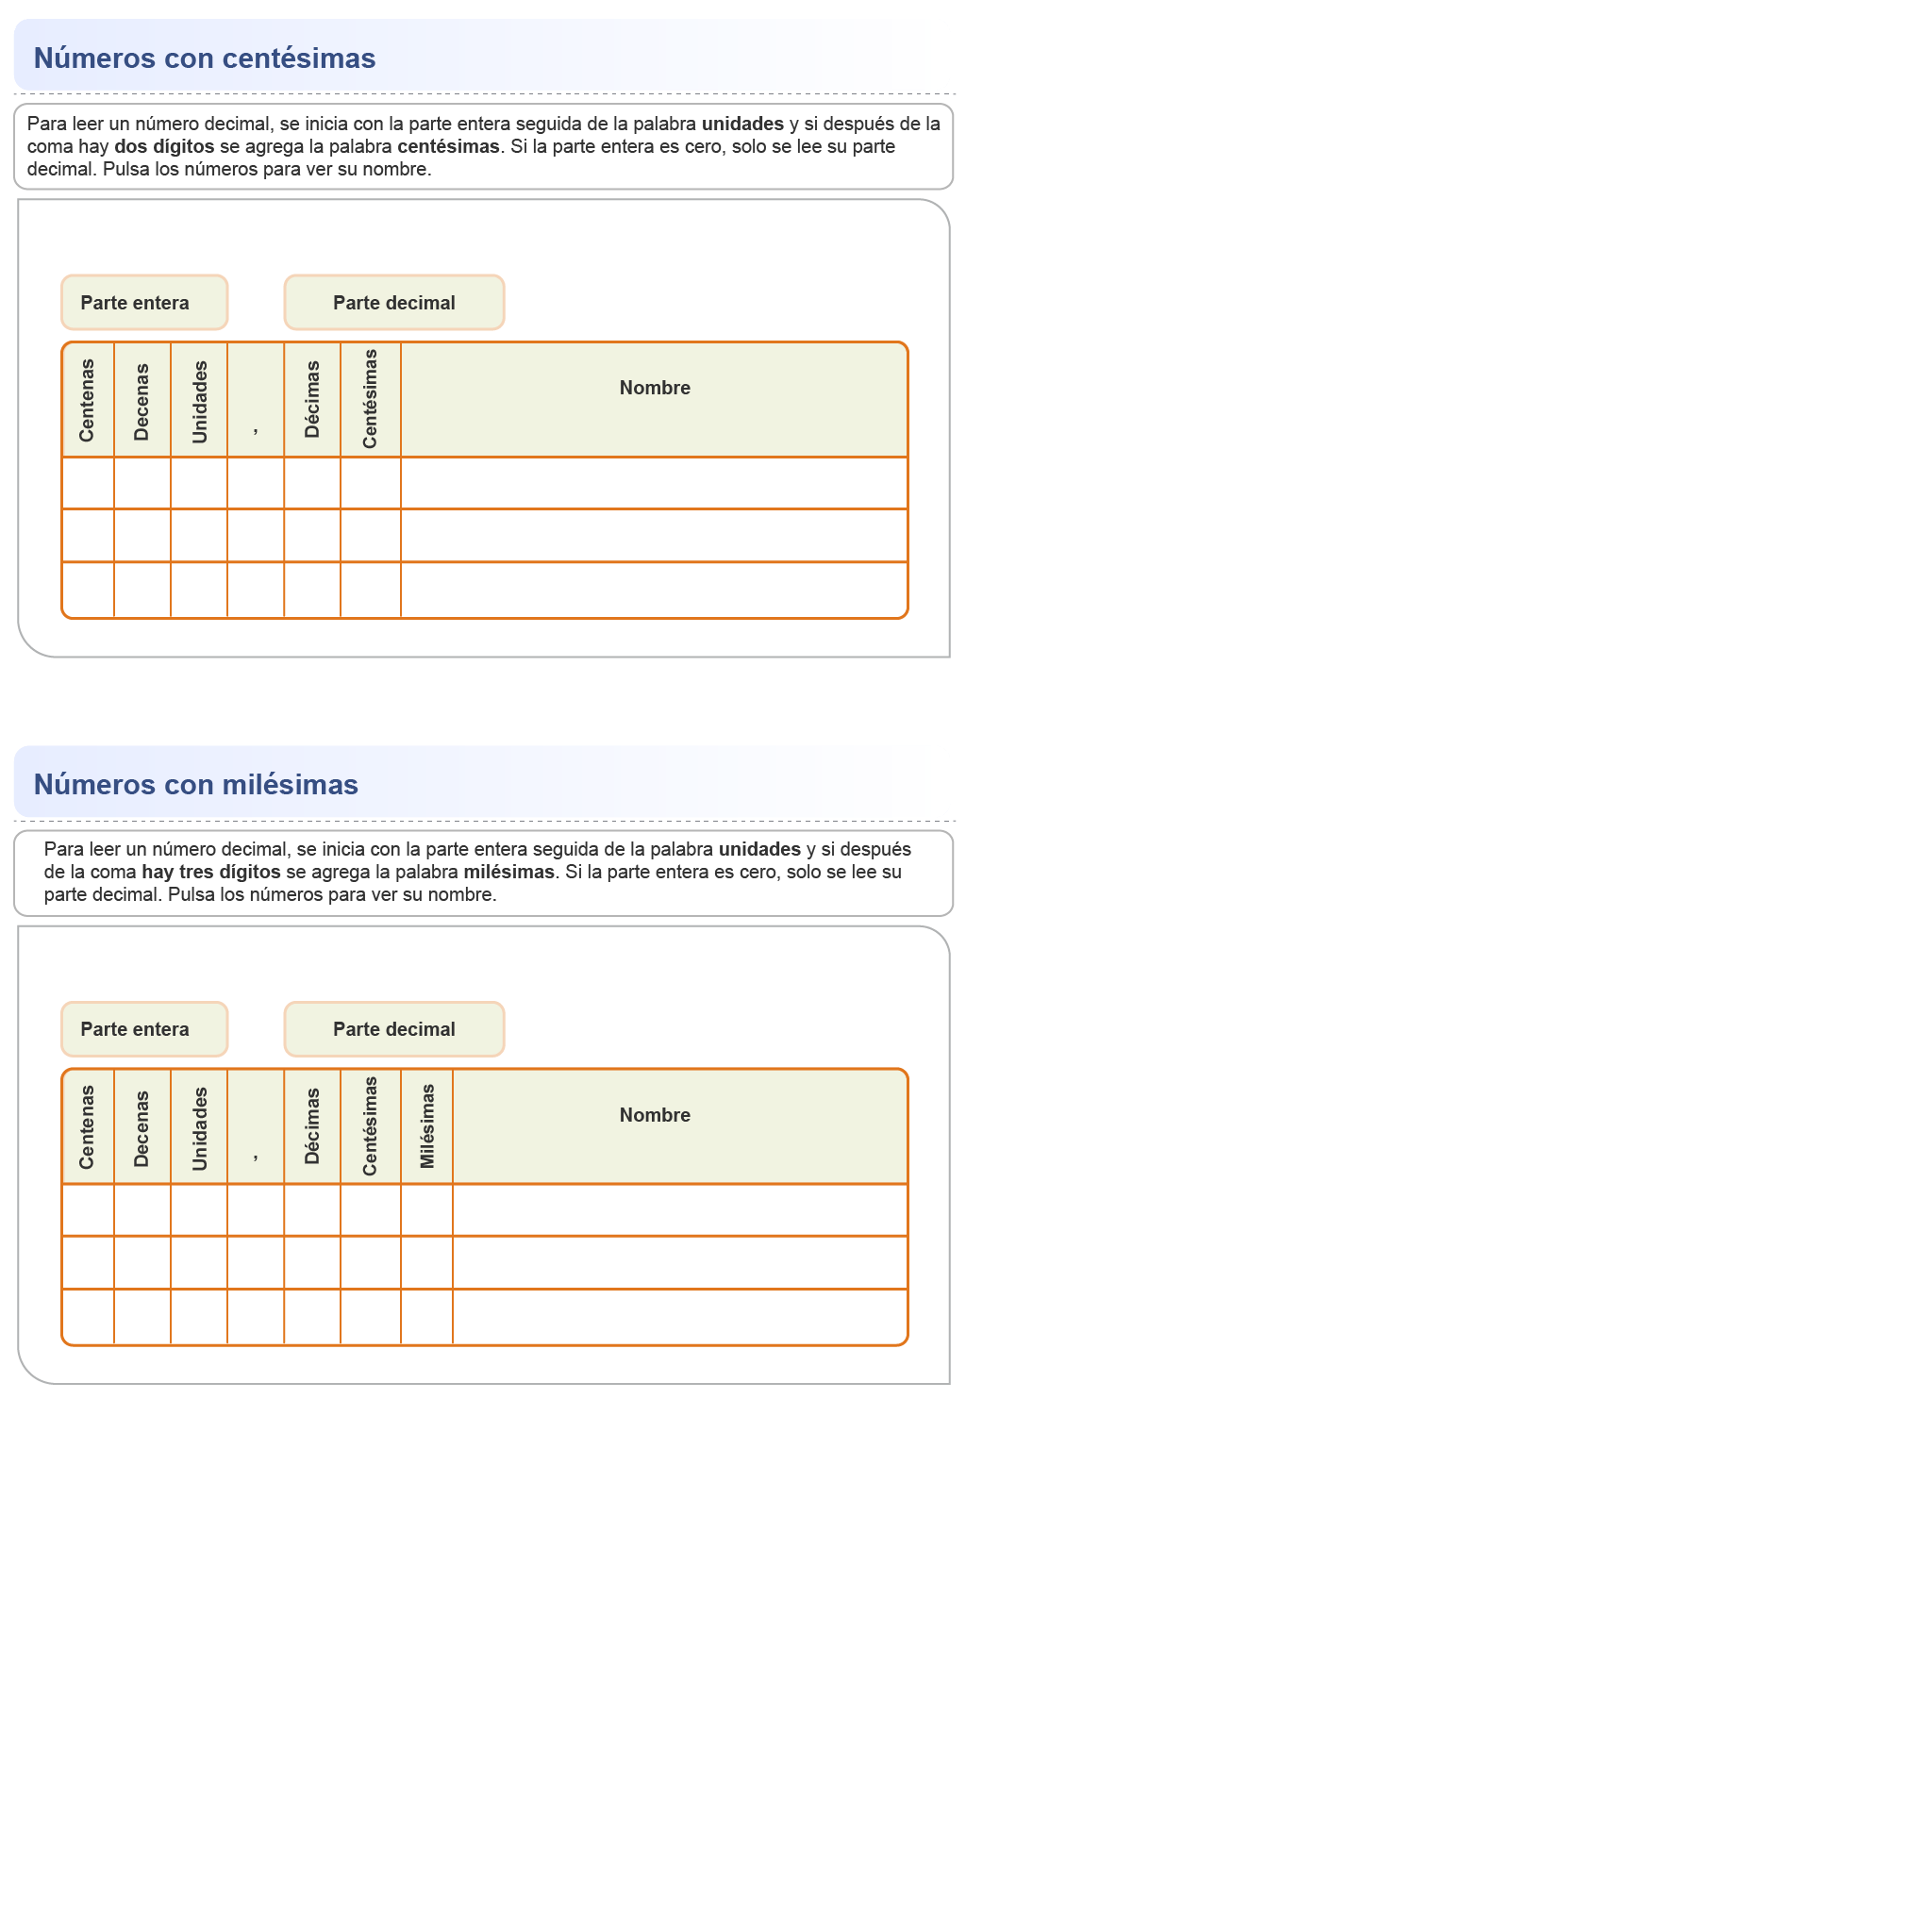 Números con centésimas
Para leer un número decimal, se inicia con la parte entera seguida de la palabra unidades y si después de la
coma hay dos dígitos se agrega la palabra centésimas. Si la parte entera es cero, solo se lee su parte
decimal. Pulsa los números para ver su nombre.
Parte entera
Parte decimal
Centenas
Decenas
Unidades
,
Décimas
Centésimas
Nombre
Números con milésimas
Para leer un número decimal, se inicia con la parte entera seguida de la palabra unidades y si después
de la coma hay tres dígitos se agrega la palabra milésimas. Si la parte entera es cero, solo se lee su
parte decimal. Pulsa los números para ver su nombre.
Parte entera
Parte decimal
Centenas
Decenas
Unidades
,
Décimas
Centésimas
Milésimas
Nombre